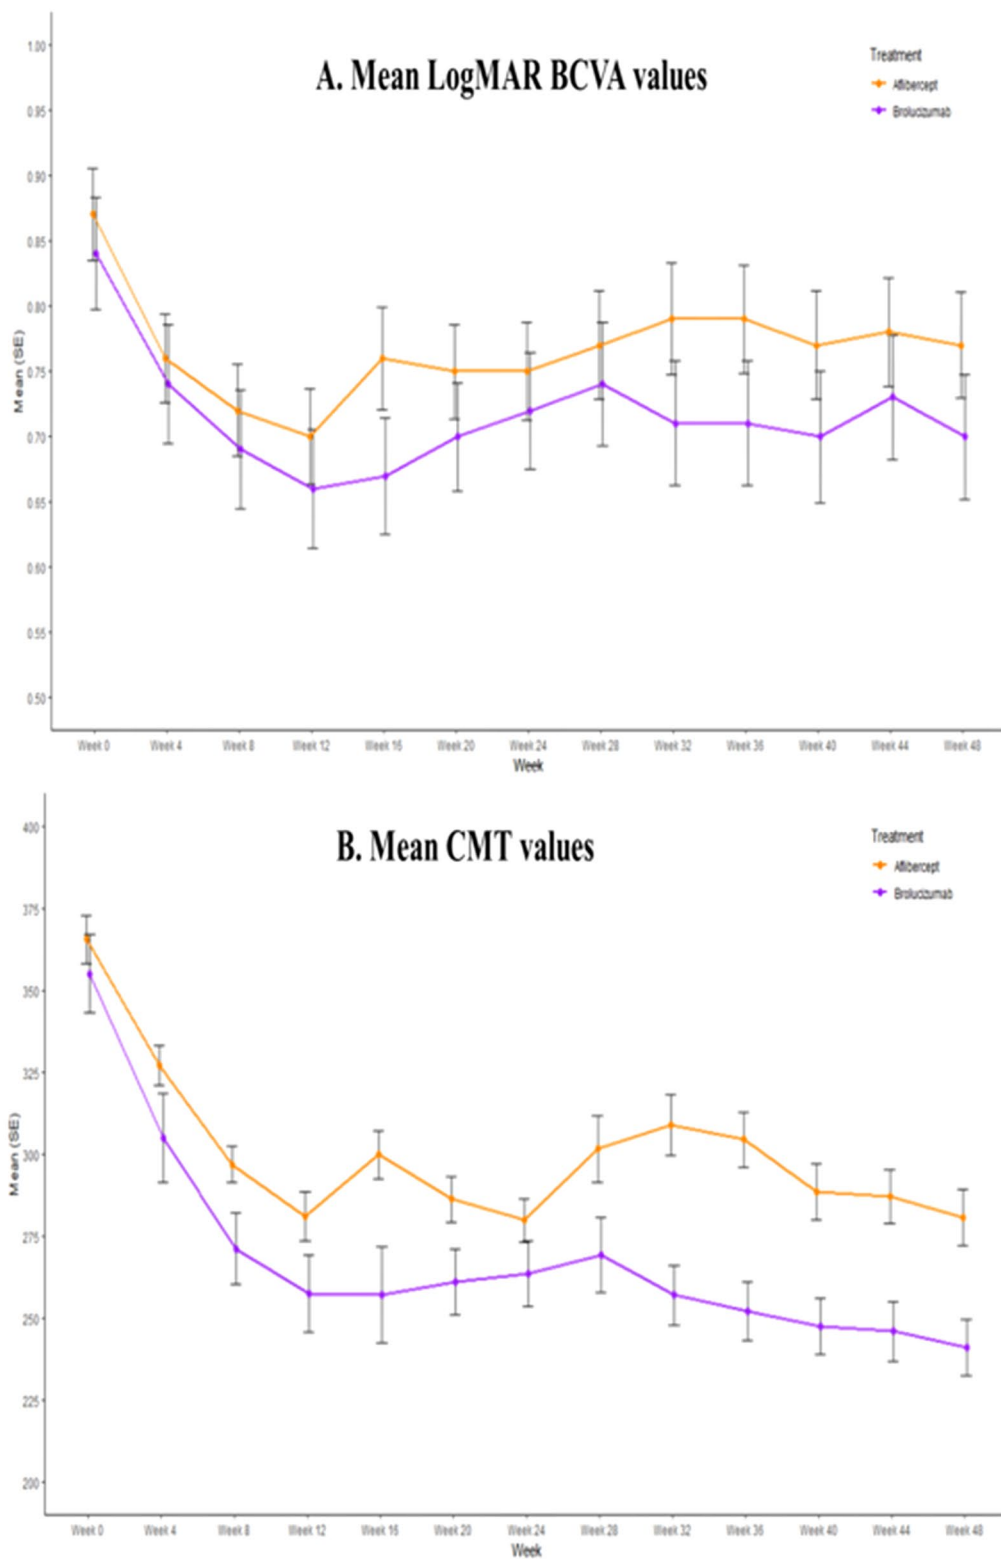 A. Mean LogMAR BCVA values
Treatment
Aflibercept
Brolucizumab
Mean (SE)
1.00
0.95
0.90
0.85
0.80
0.75
0.70
0.65
0.60
0.55
0.50
Week 0 Week 4 Week 8 Week 12 Week 16 Week 20 Week 24 Week 28 Week 32 Week 36 Week 40 Week 44 Week 48
Week
B. Mean CMT values
Treatment
Aflibercept
Brolucizumab
Mean (SE)
400
375
350
325
300
275
250
225
200
Week 0 Week 4 Week 8 Week 12 Week 16 Week 20 Week 24 Week 28 Week 32 Week 36 Week 40 Week 44 Week 48
Week